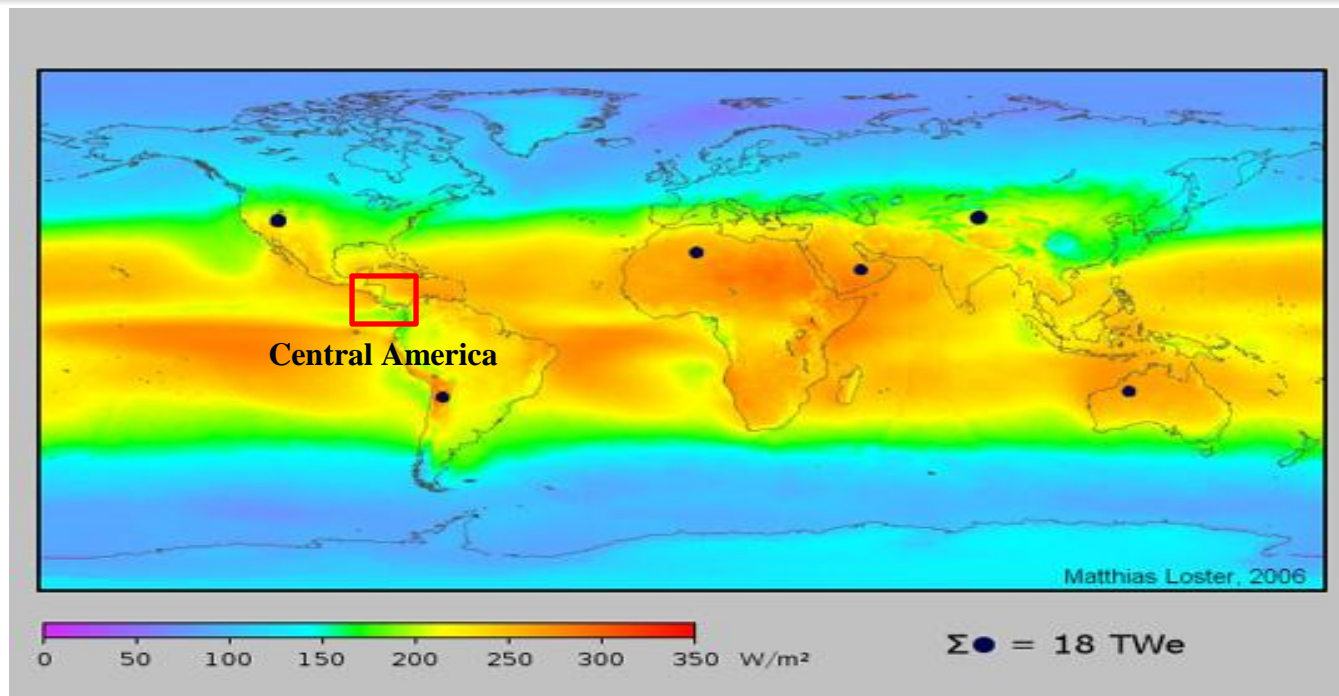 Central America
Matthias Loster, 2006
0 50 100 150 200 250 300 350 W/m²
Σ● = 18 TWe